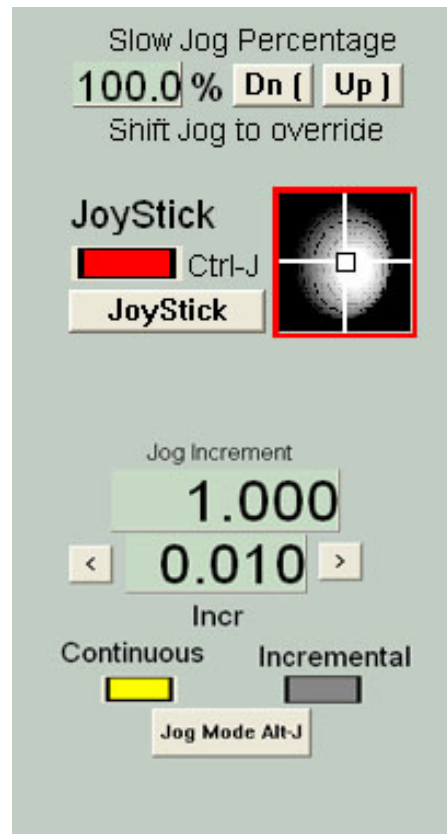 Slow Jog Percentage
100.0 % Dn ( Up )
Shift Jog to override
JoyStick
Ctrl-J
JoyStick
Jog Increment
1.000
< 0.010 >
Incr
Continuous Incremental
Jog Mode Alt-J